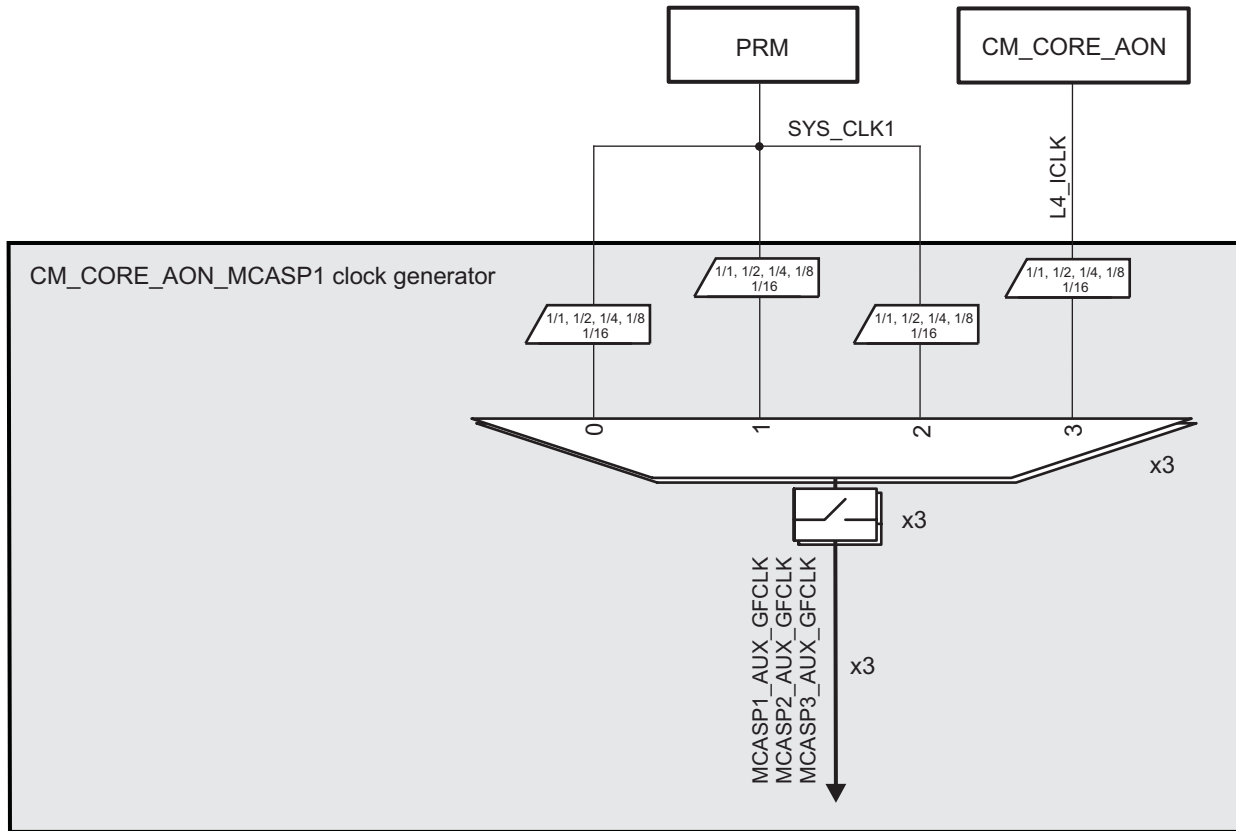 PRM
CM_CORE_AON
SYS_CLK1
L4_ICLK
CM_CORE_AON_MCASP1 clock generator
1/1, 1/2, 1/4, 1/8
1/16
1/1, 1/2, 1/4, 1/8
1/16
1/1, 1/2, 1/4, 1/8
1/16
1/1, 1/2, 1/4, 1/8
1/16
0
1
2
3
x3
x3
MCASP1_AUX_GFCLK
MCASP2_AUX_GFCLK
MCASP3_AUX_GFCLK
x3